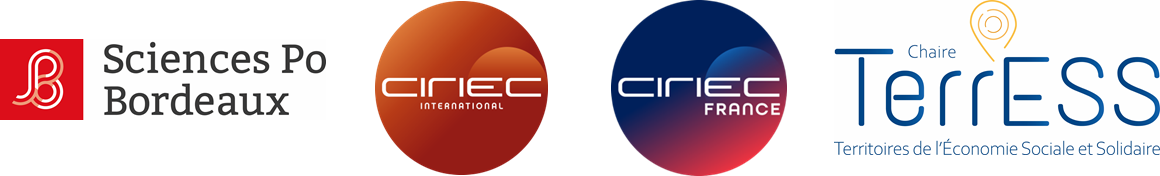 Sciences Po
Bordeaux
CIRIEC
INTERNATIONAL
CIRIEC
FRANCE
Chaire
TerrESS
Territoires de l'Économie Sociale et Solidaire